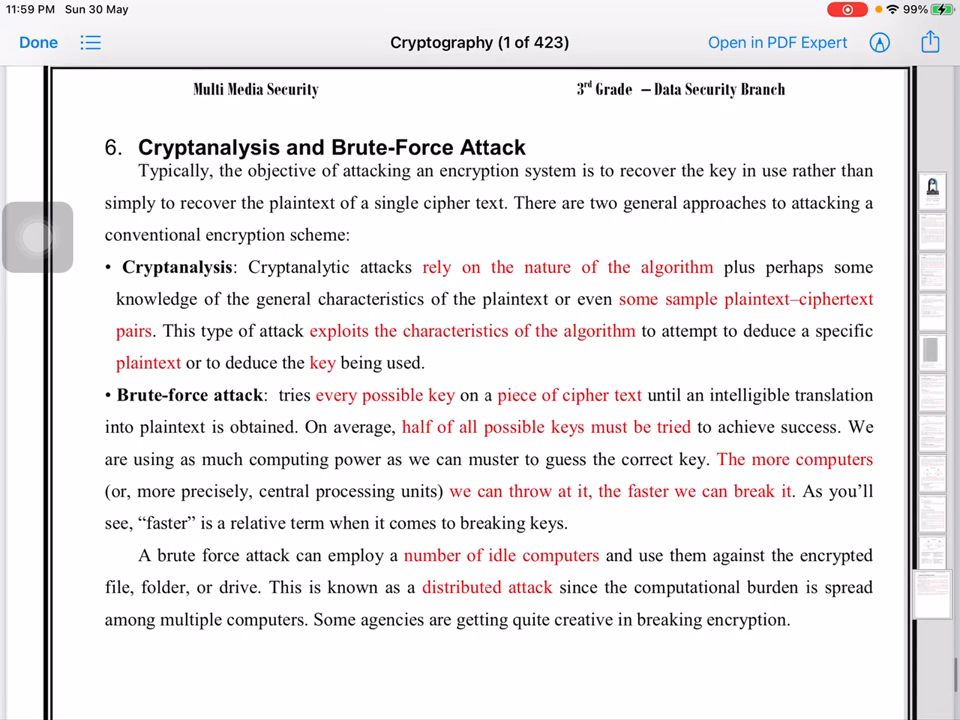 11:59 PM Sun 30 May 99%
Done Cryptography (1 of 423) Open in PDF Expert
Multi Media Security 3rd Grade – Data Security Branch
6. Cryptanalysis and Brute-Force Attack
Typically, the objective of attacking an encryption system is to recover the key in use rather than
simply to recover the plaintext of a single cipher text. There are two general approaches to attacking a
conventional encryption scheme:
• Cryptanalysis: Cryptanalytic attacks rely on the nature of the algorithm plus perhaps some
knowledge of the general characteristics of the plaintext or even some sample plaintext–ciphertext
pairs. This type of attack exploits the characteristics of the algorithm to attempt to deduce a specific
plaintext or to deduce the key being used.
• Brute-force attack: tries every possible key on a piece of cipher text until an intelligible translation
into plaintext is obtained. On average, half of all possible keys must be tried to achieve success. We
are using as much computing power as we can muster to guess the correct key. The more computers
(or, more precisely, central processing units) we can throw at it, the faster we can break it. As you’ll
see, “faster” is a relative term when it comes to breaking keys.
A brute force attack can employ a number of idle computers and use them against the encrypted
file, folder, or drive. This is known as a distributed attack since the computational burden is spread
among multiple computers. Some agencies are getting quite creative in breaking encryption.